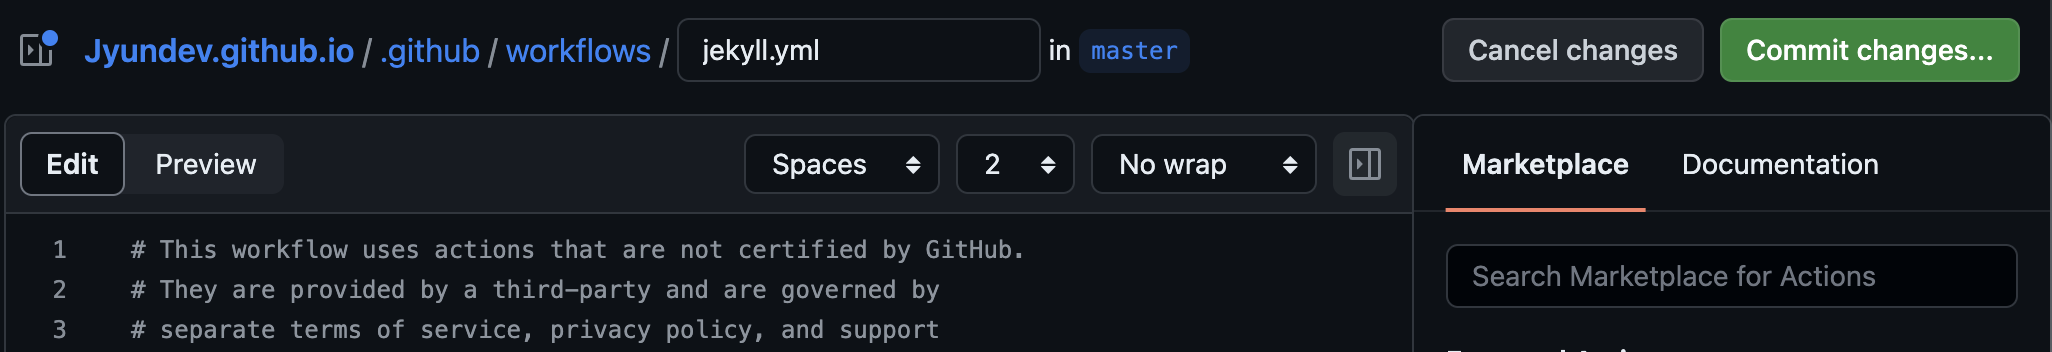 Jyundev.github.io / .github / workflows / jekyll.yml in master Cancel changes Commit changes...
Edit Preview Spaces 2 No wrap Marketplace Documentation
1 # This workflow uses actions that are not certified by GitHub.
Search Marketplace for Actions
2 # They are provided by a third-party and are governed by
3 # separate terms of service, privacy policy, and support